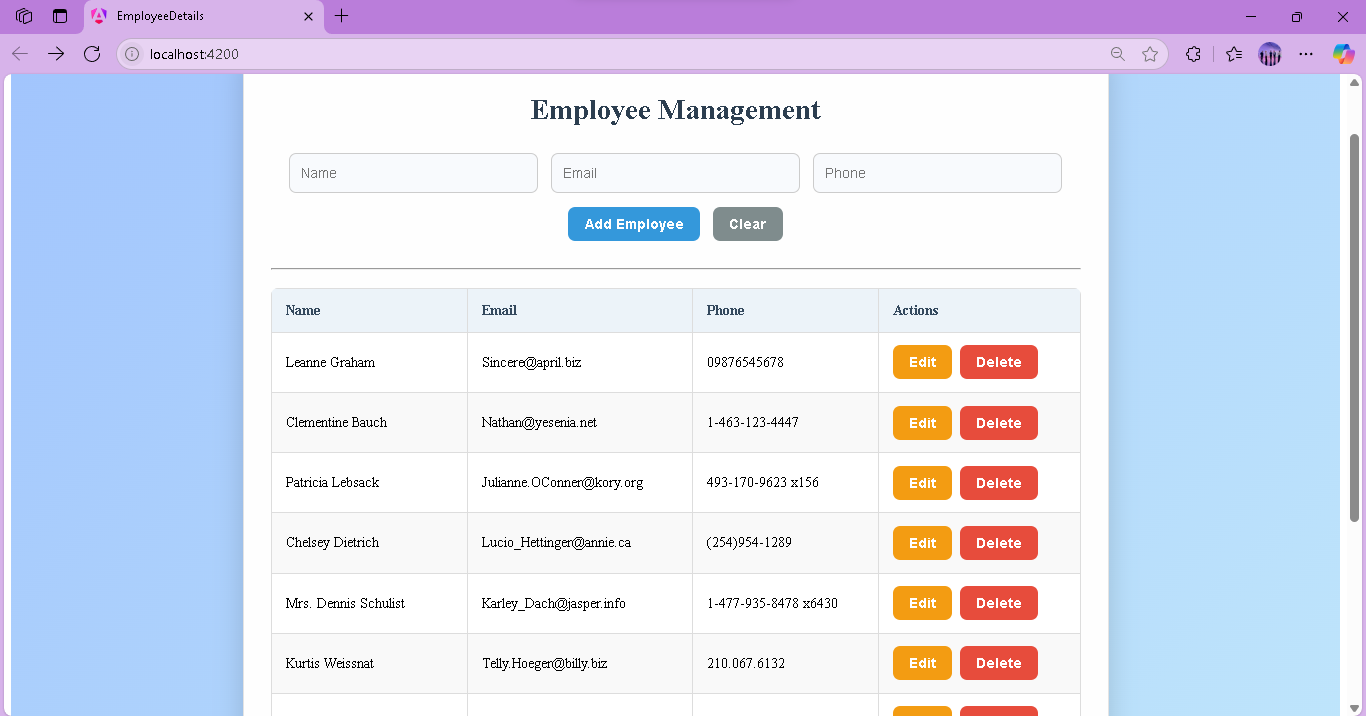 EmployeeDetails
localhost:4200
Employee Management
Name Email Phone
Add Employee Clear
Name Email Phone Actions
Leanne Graham Sincere@april.biz 09876545678 Edit Delete
Clementine Bauch Nathan@yesenia.net 1-463-123-4447 Edit Delete
Patricia Lebsack Julianne.OConner@kory.org 493-170-9623 x156 Edit Delete
Chelsey Dietrich Lucio_Hettinger@annie.ca (254)954-1289 Edit Delete
Mrs. Dennis Schulist Karley_Dach@jasper.info 1-477-935-8478 x6430 Edit Delete
Kurtis Weissnat Telly.Hoeger@billy.biz 210.067.6132 Edit Delete